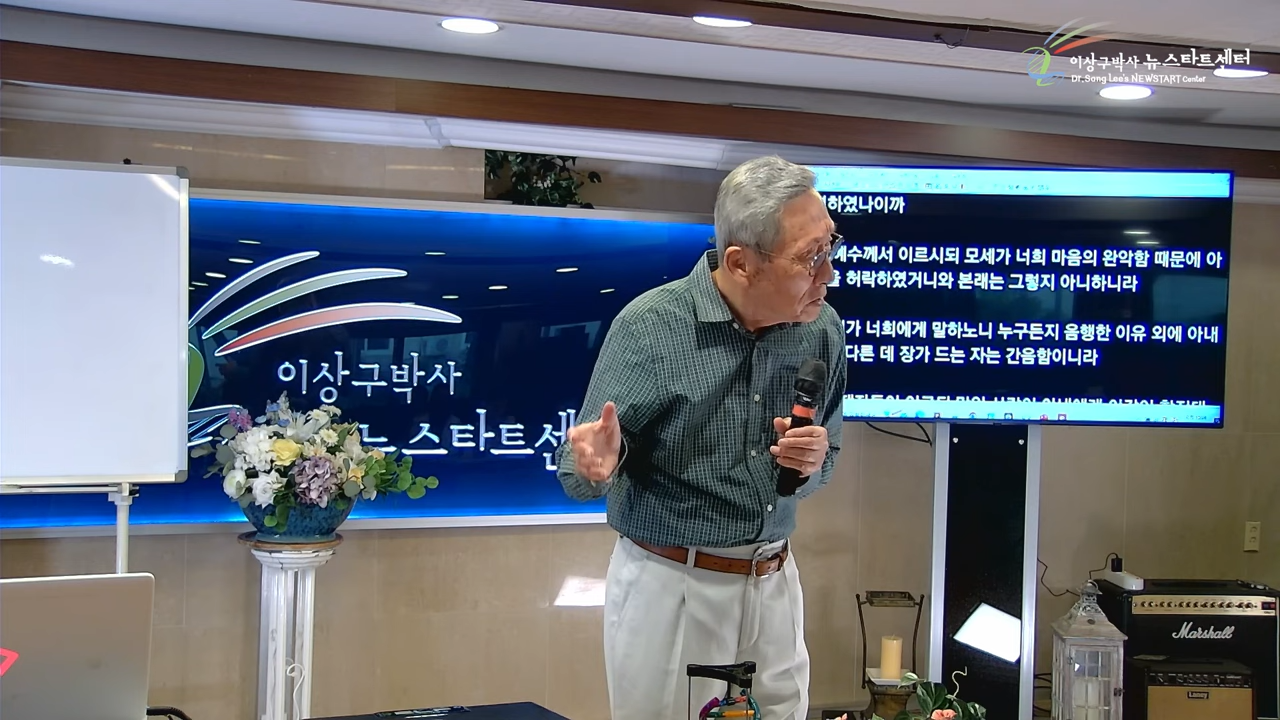 이상구박사 뉴스타트센터
Dr.Sang Lee's NEWSTART Center
하였나이까
예수께서 이르시되 모세가 너희 마음의 완악함 때문에 아
허락하였거니와 본래는 그렇지 아니하니라
너희에게 말하노니 누구든지 음행한 이유 외에 아내
다른 데 장가 드는 자는 간음함이니라
이상구박사
뉴스타트센
Marshall
Laney